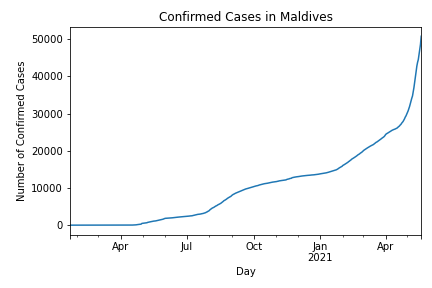 Confirmed Cases in Maldives
Number of Confirmed Cases
50000
40000
30000
20000
10000
0
Apr Jul Oct Jan Apr
2021
Day